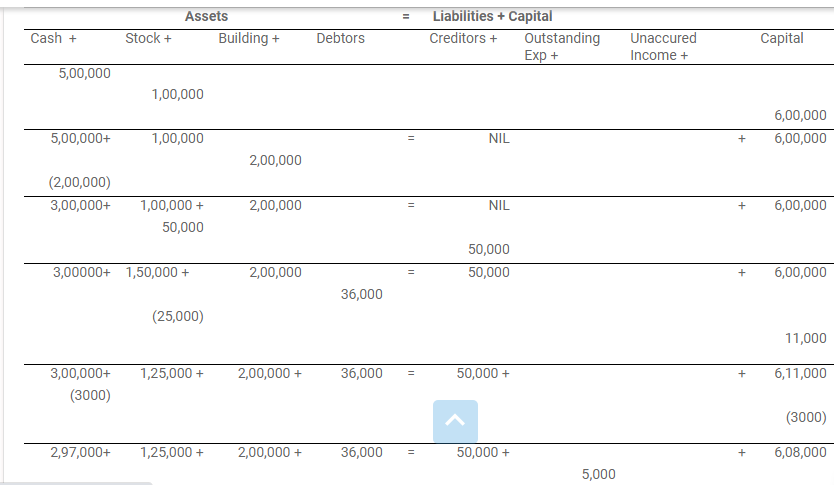 Assets = Liabilities + Capital
Cash + Stock + Building + Debtors Creditors + Outstanding Exp + Unaccured Income + Capital
5,00,000
1,00,000
6,00,000
5,00,000+ 1,00,000 = NIL + 6,00,000
2,00,000
(2,00,000)
3,00,000+ 1,00,000 + 2,00,000 = NIL + 6,00,000
50,000
50,000
3,00000+ 1,50,000 + 2,00,000 = 50,000 + 6,00,000
36,000
(25,000)
11,000
3,00,000+ 1,25,000 + 2,00,000 + 36,000 = 50,000 + + 6,11,000
(3000)
(3000)
2,97,000+ 1,25,000 + 2,00,000 + 36,000 = 50,000 + + 6,08,000
5,000